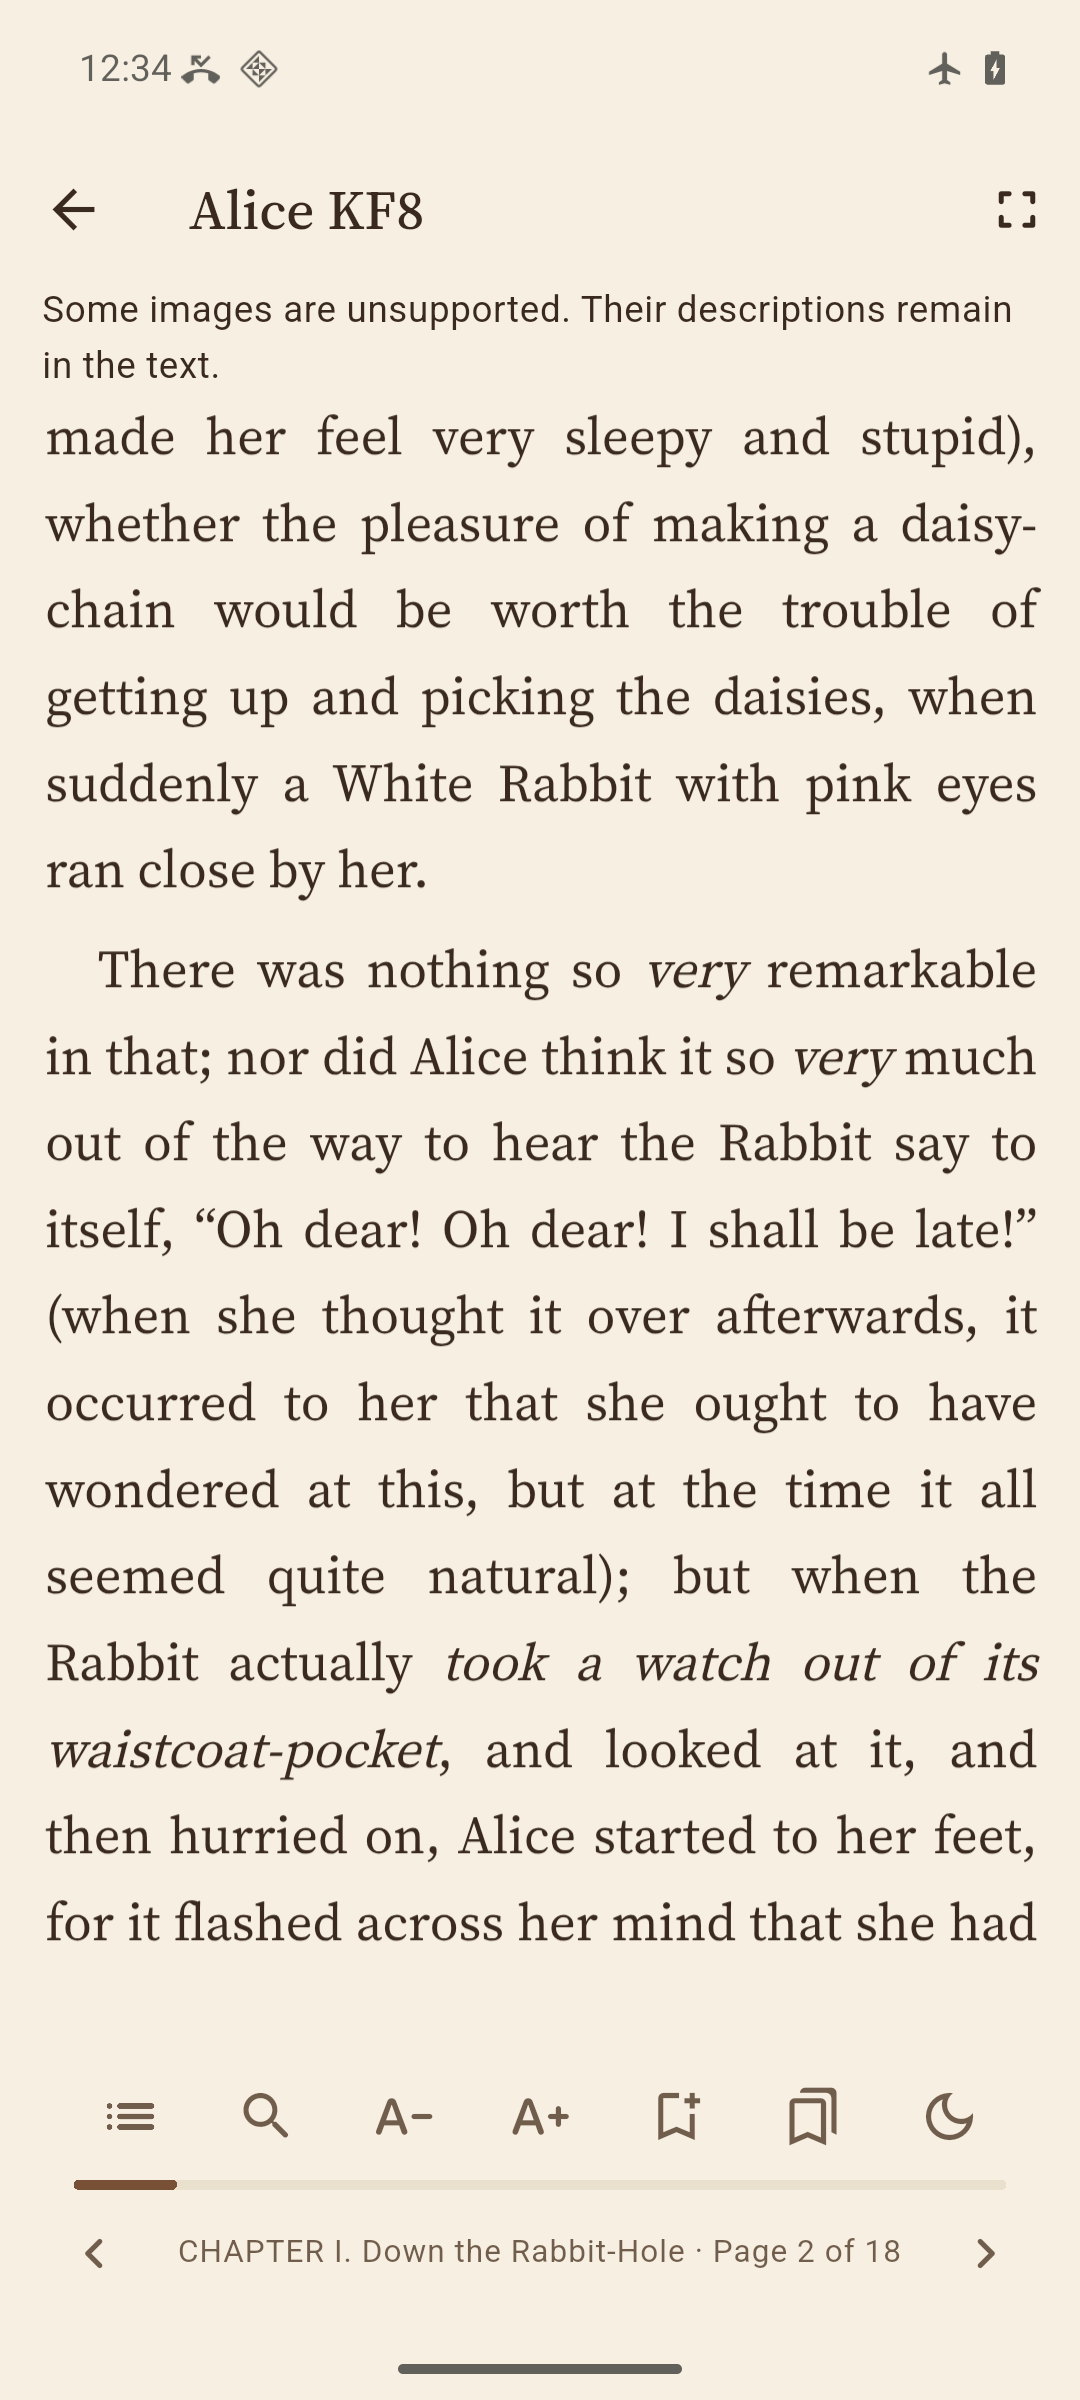 12:34
Alice KF8
Some images are unsupported. Their descriptions remain
in the text.
made her feel very sleepy and stupid),
whether the pleasure of making a daisy-
chain would be worth the trouble of
getting up and picking the daisies, when
suddenly a White Rabbit with pink eyes
ran close by her.
There was nothing so very remarkable
in that; nor did Alice think it so very much
out of the way to hear the Rabbit say to
itself, “Oh dear! Oh dear! I shall be late!”
(when she thought it over afterwards, it
occurred to her that she ought to have
wondered at this, but at the time it all
seemed quite natural); but when the
Rabbit actually took a watch out of its
waistcoat-pocket, and looked at it, and
then hurried on, Alice started to her feet,
for it flashed across her mind that she had
A− A+
CHAPTER I. Down the Rabbit-Hole · Page 2 of 18